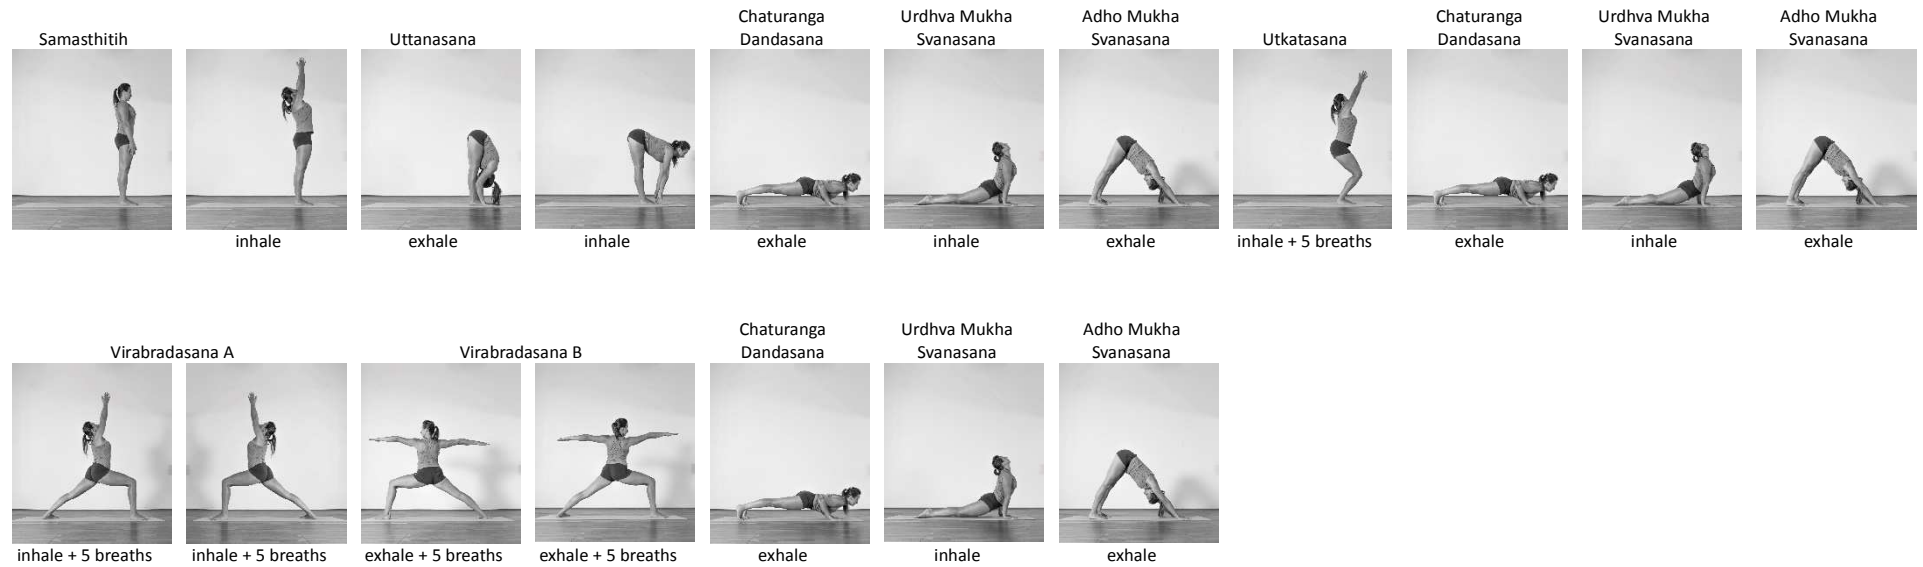 Samasthitih
Uttanasana
Chaturanga
Dandasana
Urdhva Mukha
Svanasana
Adho Mukha
Svanasana
Utkatasana
Chaturanga
Dandasana
Urdhva Mukha
Svanasana
Adho Mukha
Svanasana
inhale
exhale
inhale
exhale
inhale
exhale
inhale + 5 breaths
exhale
inhale
exhale
Virabradasana A
Virabradasana B
Chaturanga
Dandasana
Urdhva Mukha
Svanasana
Adho Mukha
Svanasana
inhale + 5 breaths
inhale + 5 breaths
exhale + 5 breaths
exhale + 5 breaths
exhale
inhale
exhale